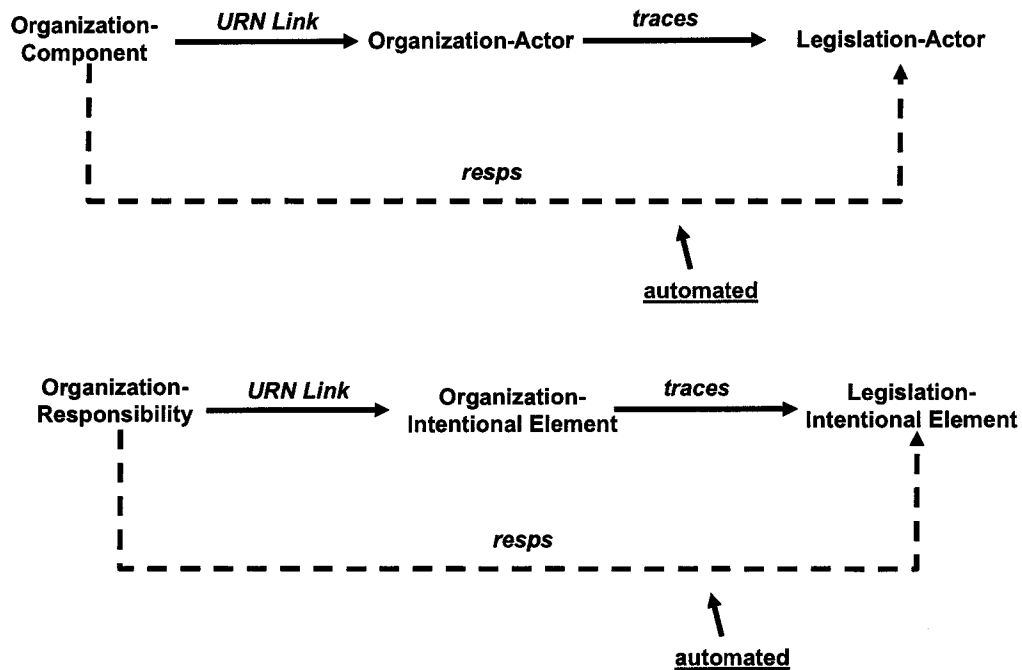 Organization-
Component
URN Link
Organization-Actor
traces
Legislation-Actor
resps
automated
Organization-
Responsibility
URN Link
Organization-
Intentional Element
traces
Legislation-
Intentional Element
resps
automated